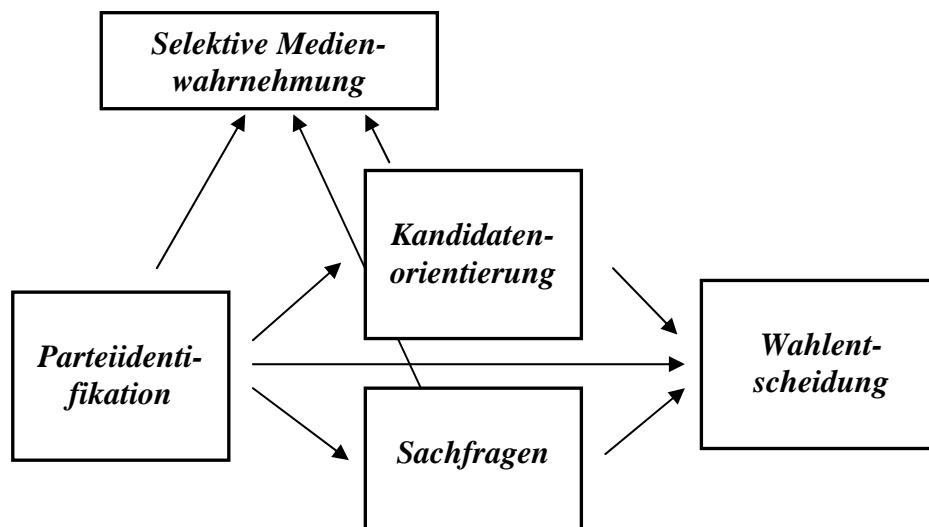 Selektive Medien-
wahrnehmung
Kandidaten-
orientierung
Parteiidenti-
fikation
Wahlent-
scheidung
Sachfragen